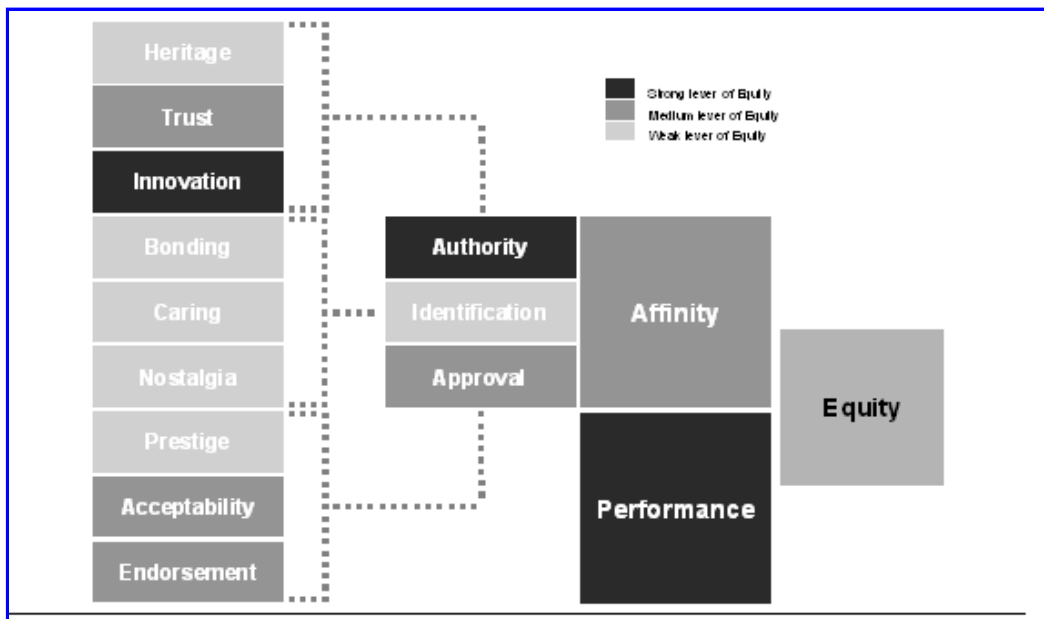 Heritage
Trust
Innovation
Bonding
Caring
Nostalgia
Prestige
Acceptability
Endorsement
Authority
Identification
Approval
Affinity
Performance
Equity
Strong lever of Equity
Medium lever of Equity
Weak lever of Equity